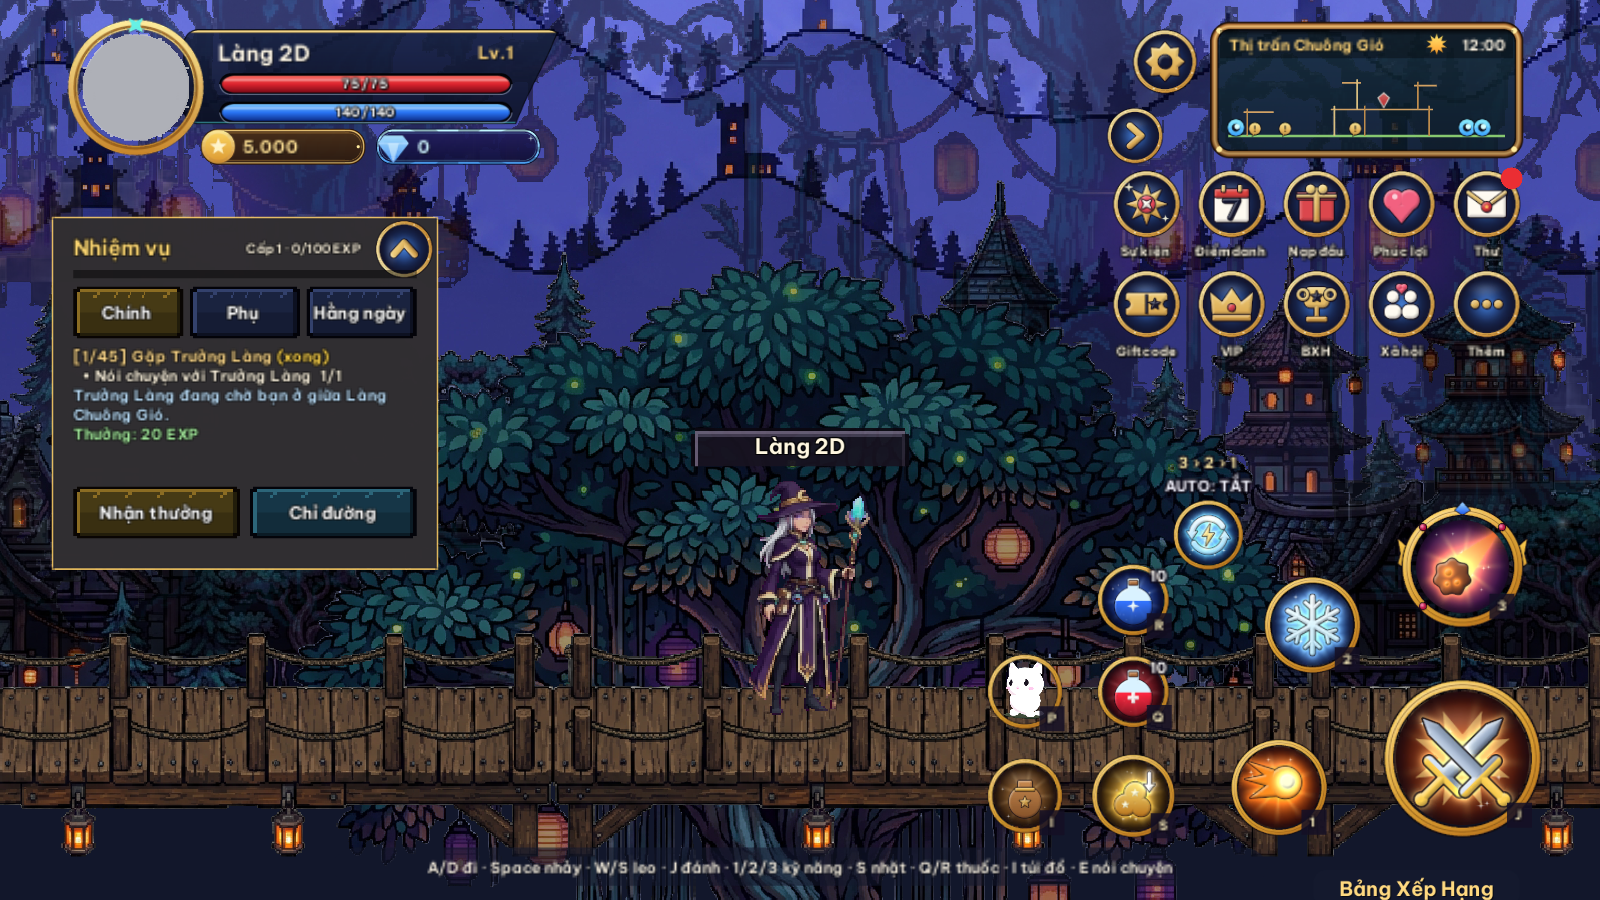 Làng 2D
Lv.1
75/75
140/140
5.000
0
Thị trấn Chuông Gió
12:00
Sự kiện
Điểm danh
7
Nạp đầu
Phúc lợi
Thư
Giftcode
VIP
BXH
Xã hội
Thêm
Nhiệm vụ
Cấp 1 - 0/100 EXP
Chính
Phụ
Hằng ngày
[1/45] Gặp Trưởng Làng (xong)
• Nói chuyện với Trưởng Làng 1/1
Trưởng Làng đang chờ bạn ở giữa Làng
Chuông Gió.
Thưởng: 20 EXP
Nhận thưởng
Chỉ đường
Làng 2D
3 › 2 › 1
AUTO: TẮT
10
R
3
2
10
Q
P
I
S
1
J
A/D đi - Space nhảy - W/S leo - J đánh - 1/2/3 kỹ năng - S nhặt - Q/R thuốc - I túi đồ - E nói chuyện
Bảng Xếp Hạng